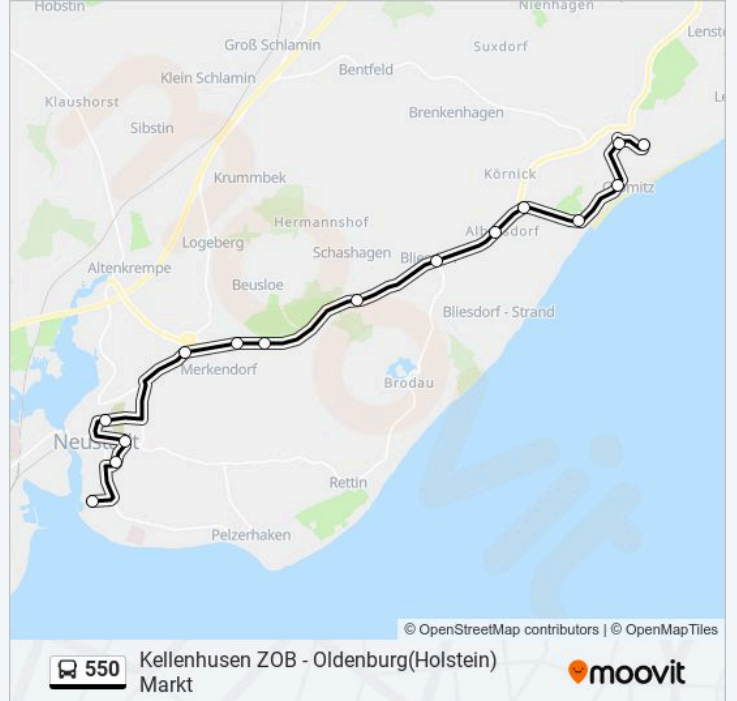 Hobstin
Nienhagen
Groß Schlamin
Suxdorf
Lenste
Bentfeld
Klein Schlamin
Klaushorst
Brenkenhagen
Sibstin
Körnick
Krummbek
Hermannshof
Logeberg
Schashagen
Altenkrempe
Beusloe
Bliesdorf - Strand
Merkendorf
Brodau
Rettin
Pelzerhaken
© OpenStreetMap contributors | © OpenMapTiles
550
Kellenhusen ZOB - Oldenburg(Holstein)
Markt
moovit